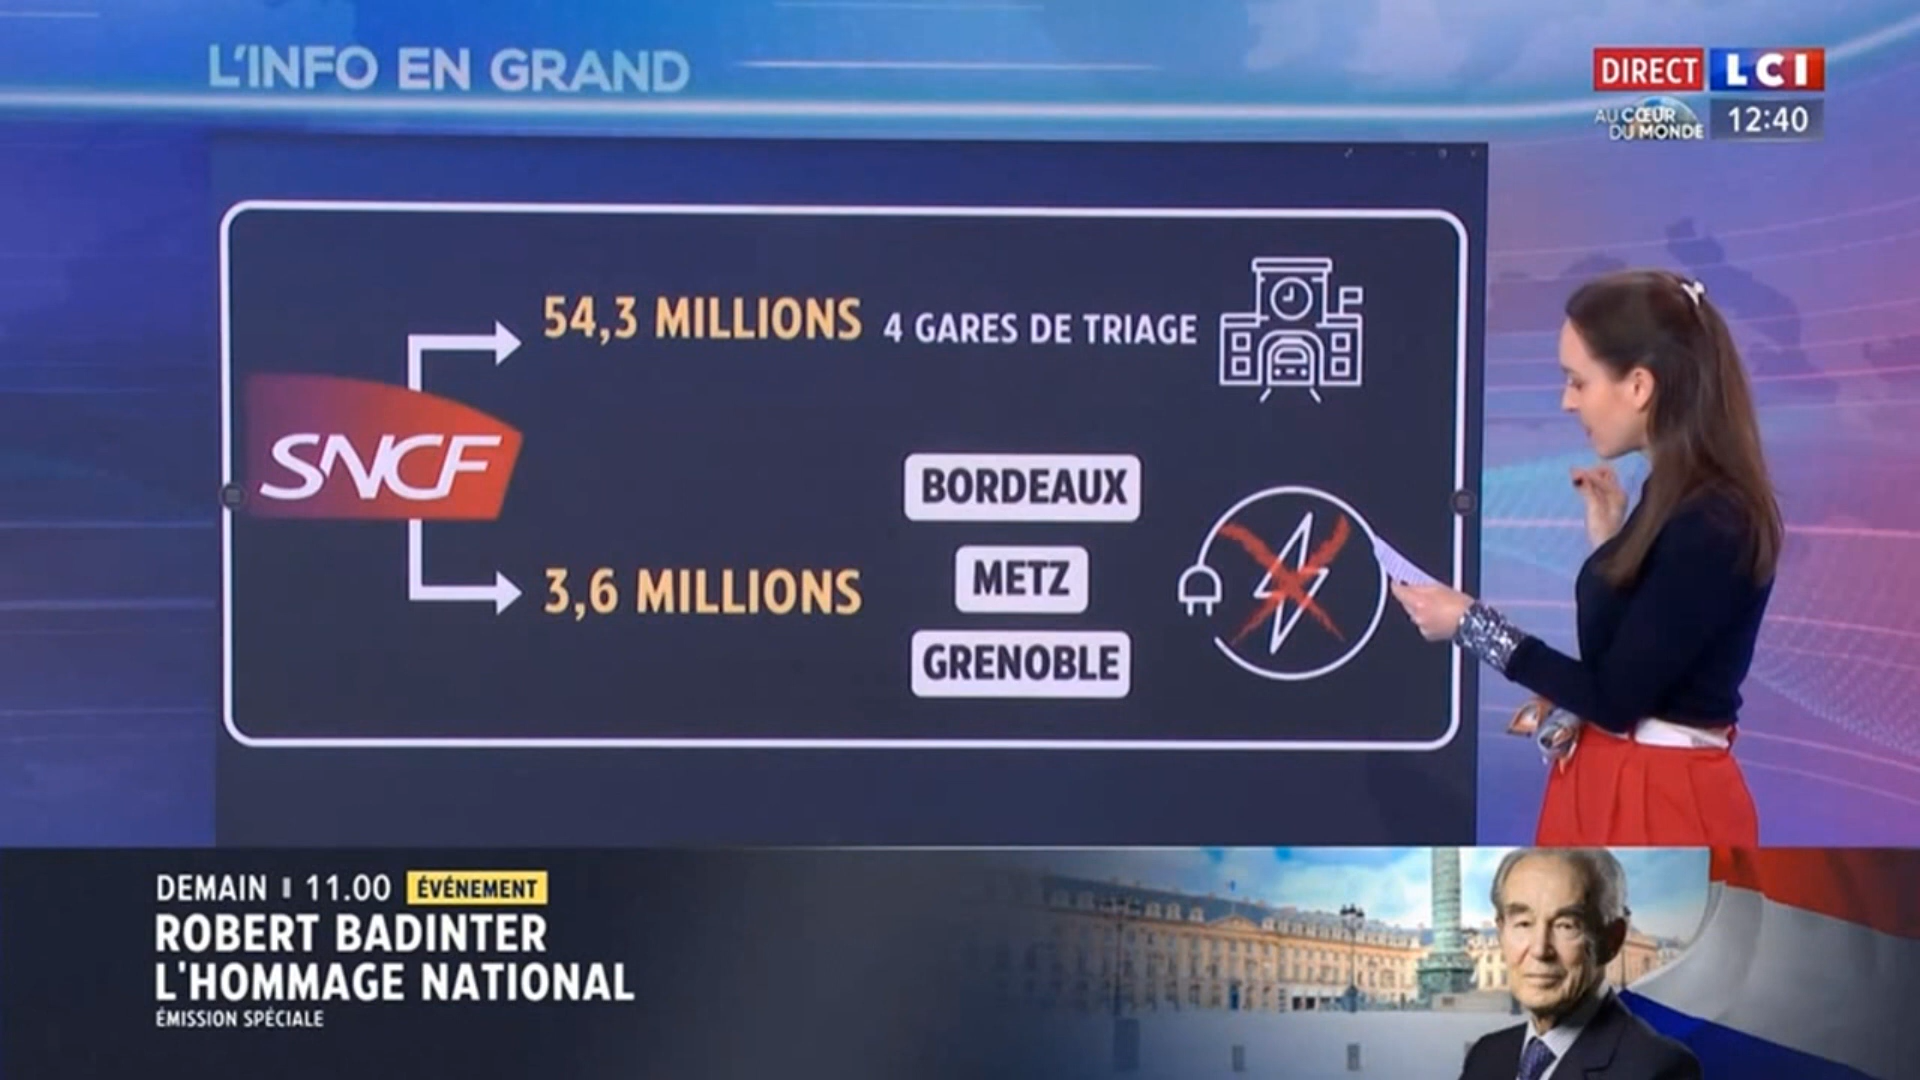 L'INFO EN GRAND
DIRECT LCI
AU CŒUR
DU MONDE
12:40
54,3 MILLIONS 4 GARES DE TRIAGE
SNCF
BORDEAUX
METZ
3,6 MILLIONS
GRENOBLE
DEMAIN 11.00 ÉVÉNEMENT
ROBERT BADINTER
L'HOMMAGE NATIONAL
ÉMISSION SPÉCIALE